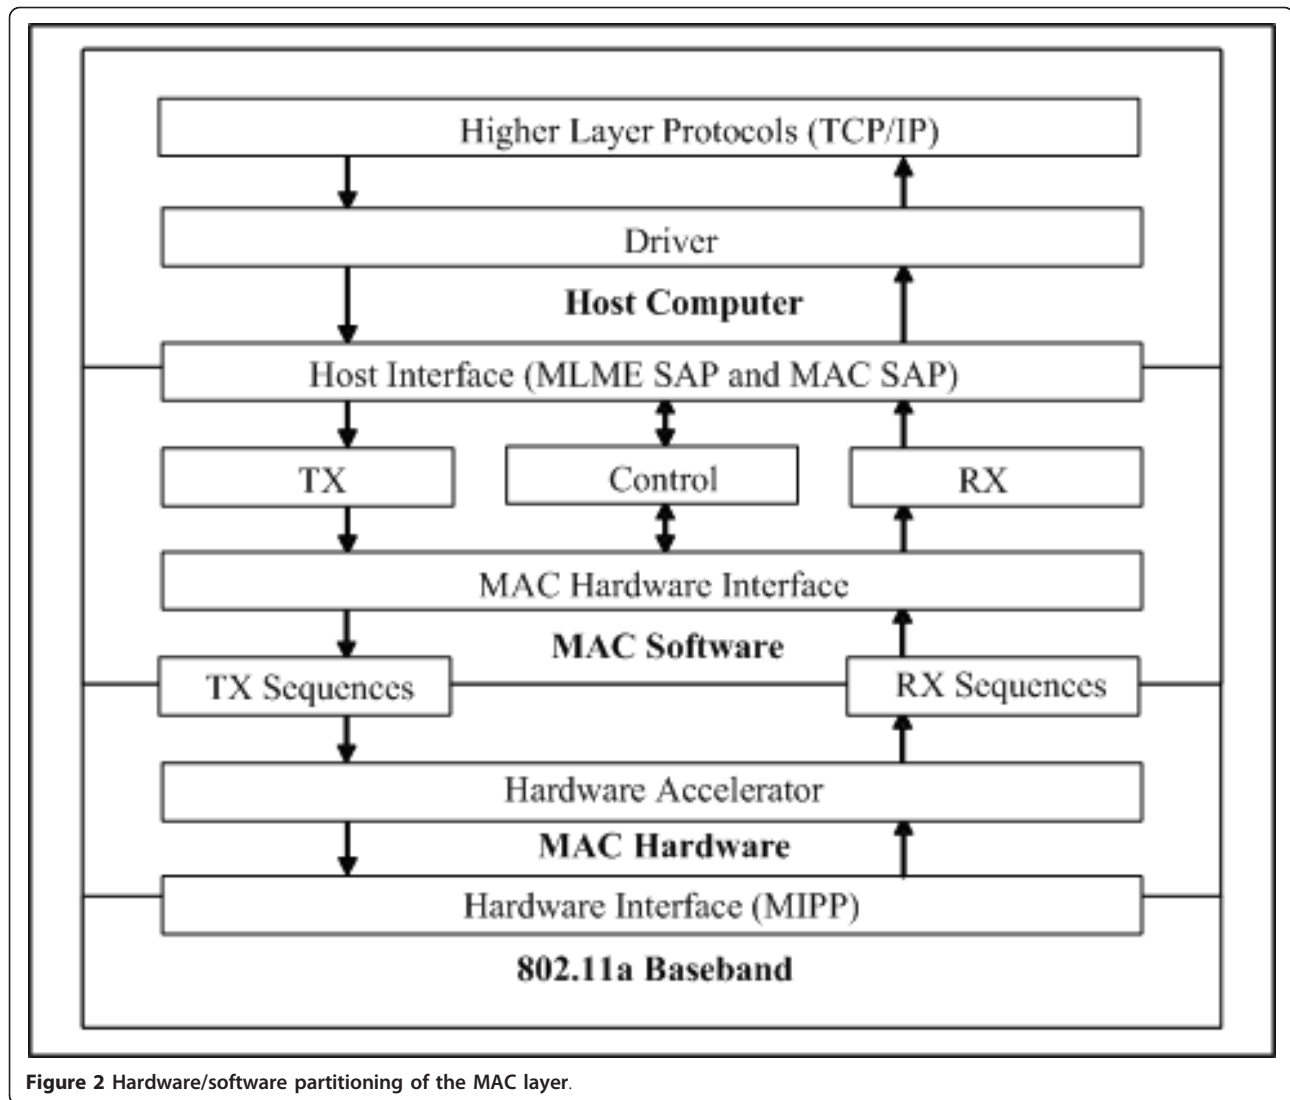 Higher Layer Protocols (TCP/IP)
Driver
Host Computer
Host Interface (MLME SAP and MAC SAP)
TX
Control
RX
MAC Hardware Interface
MAC Software
TX Sequences
RX Sequences
Hardware Accelerator
MAC Hardware
Hardware Interface (MIPP)
802.11a Baseband
Figure 2 Hardware/software partitioning of the MAC layer.